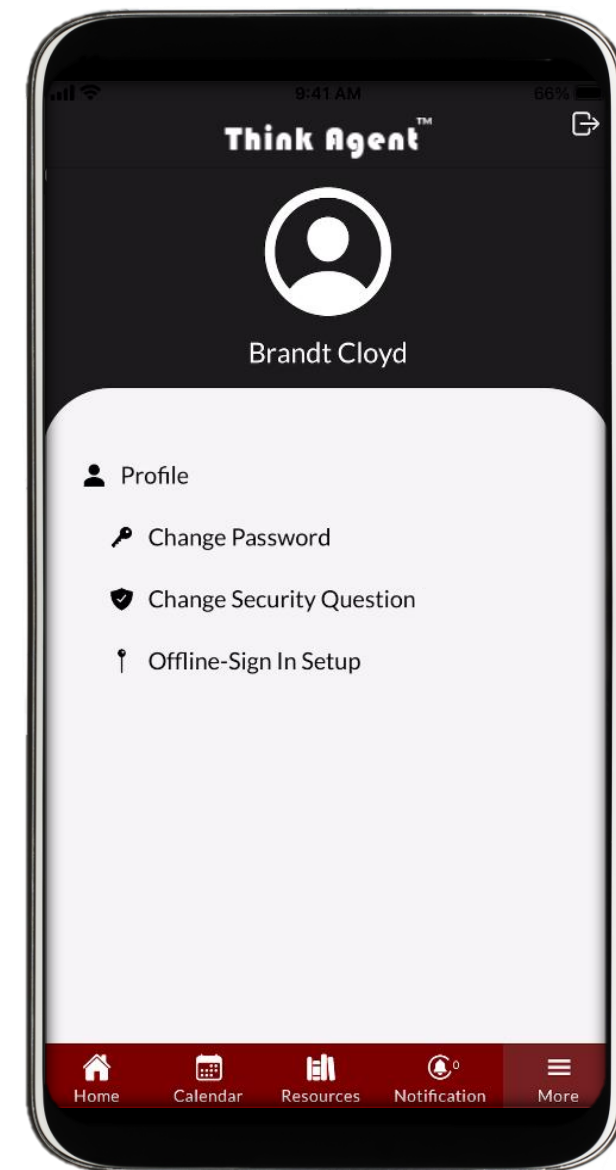 9:41 AM
66%
Think Agent™
Brandt Cloyd
Profile
Change Password
Change Security Question
Offline-Sign In Setup
0
Home
Calendar
Resources
Notification
More